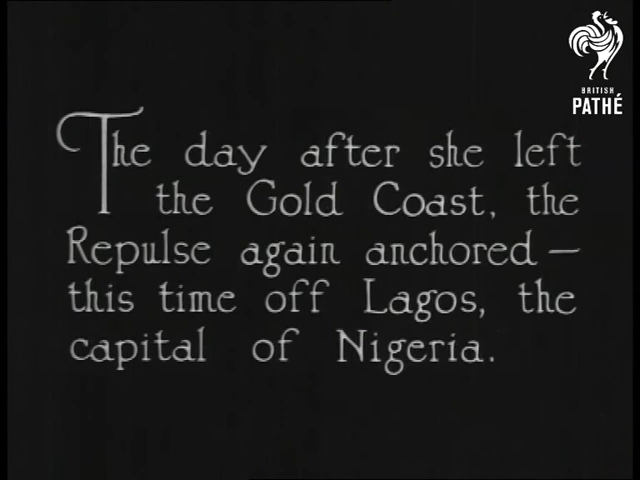 BRITISH
PATHÉ
The day after she left
the Gold Coast, the
Repulse again anchored —
this time off Lagos, the
capital of Nigeria.